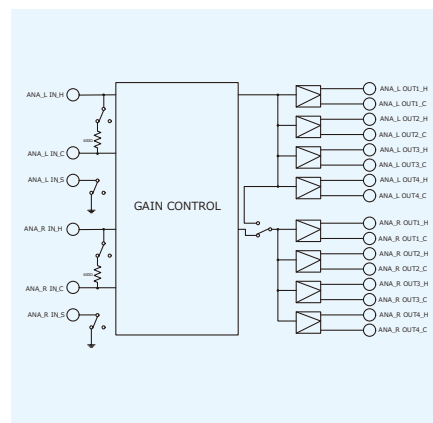 ANA_L IN_H
ANA_L IN_C
ANA_L IN_S
ANA_R IN_H
ANA_R IN_C
ANA_R IN_S
GAIN CONTROL
ANA_L OUT1_H
ANA_L OUT1_C
ANA_L OUT2_H
ANA_L OUT2_C
ANA_L OUT3_H
ANA_L OUT3_C
ANA_L OUT4_H
ANA_L OUT4_C
ANA_R OUT1_H
ANA_R OUT1_C
ANA_R OUT2_H
ANA_R OUT2_C
ANA_R OUT3_H
ANA_R OUT3_C
ANA_R OUT4_H
ANA_R OUT4_C